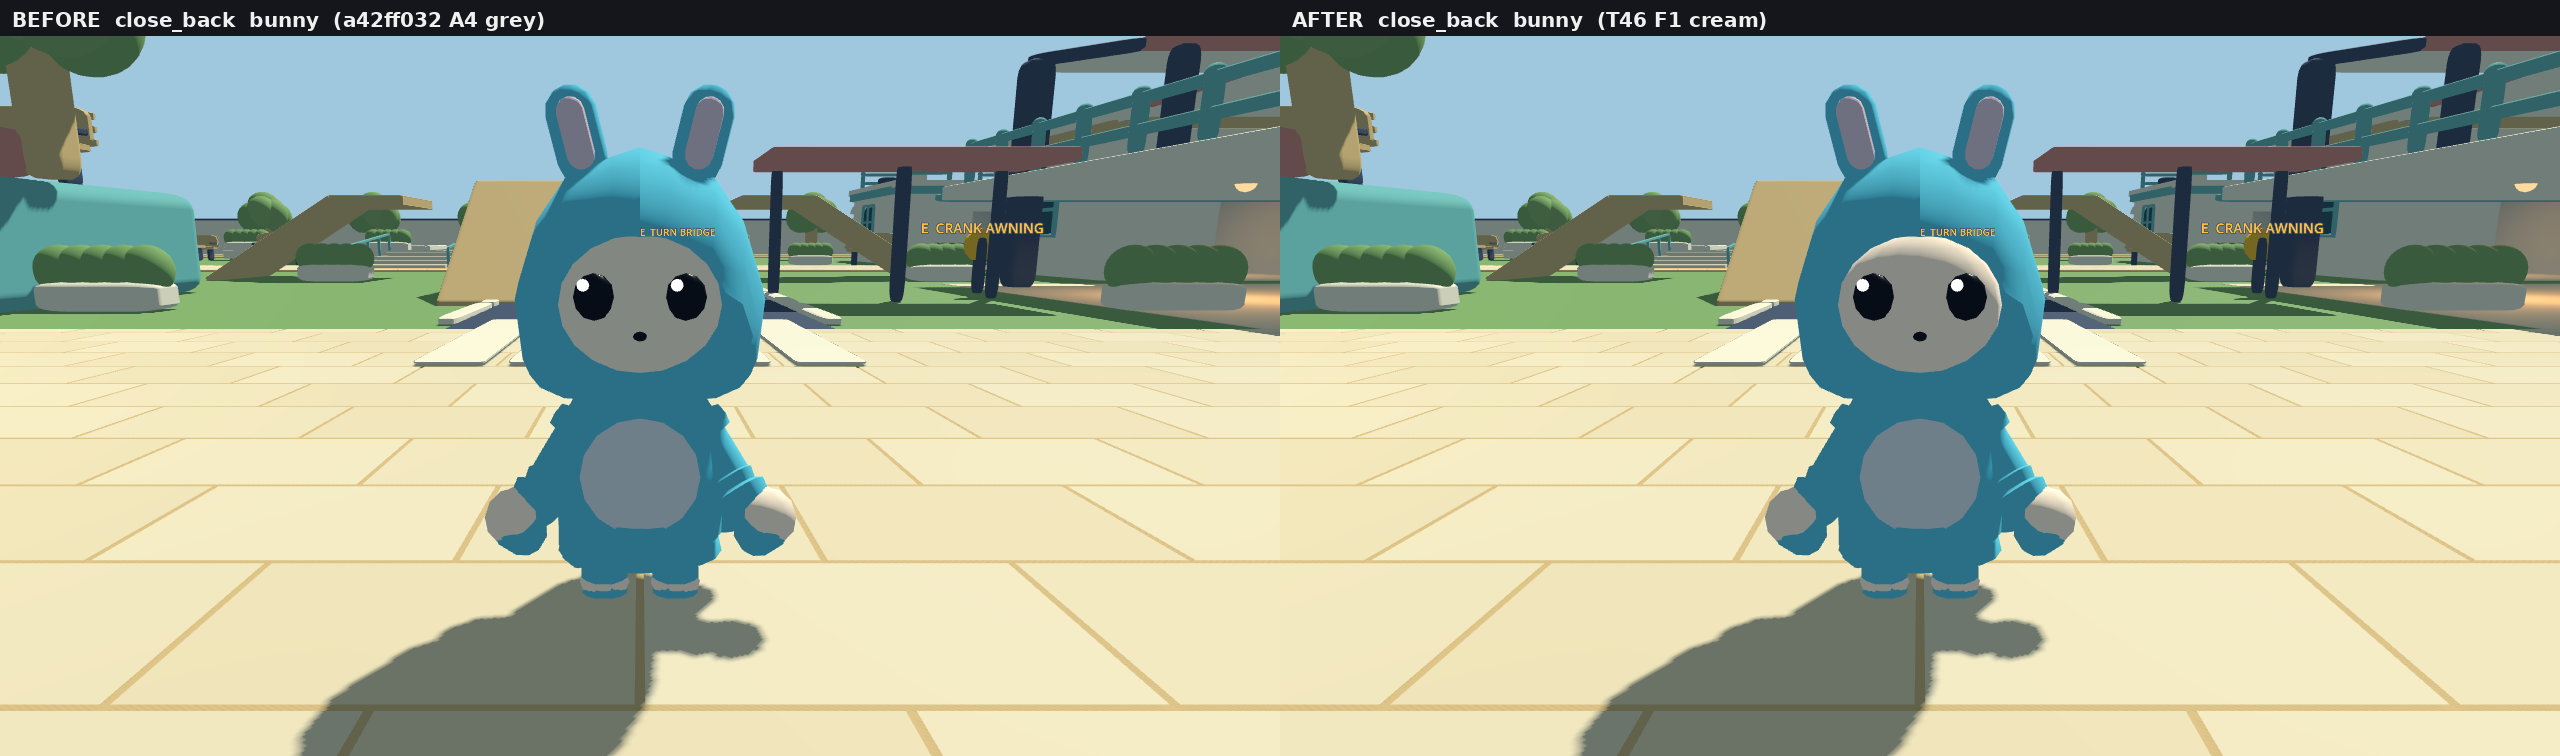 BEFORE close_back bunny (a42ff032 A4 grey)
AFTER close_back bunny (T46 F1 cream)
E CRANK AWNING
E TURN BRIDGE
E CRANK AWNING
E TURN BRIDGE